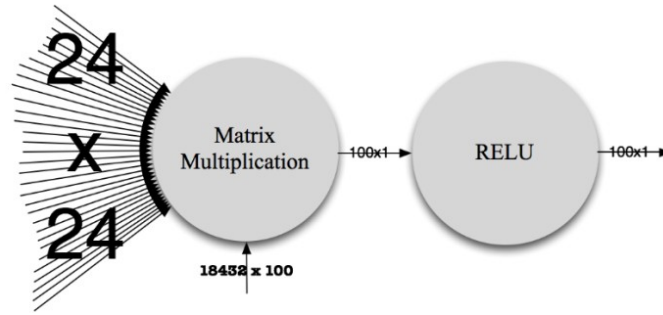 24
x
24
Matrix
Multiplication
100x1
RELU
100x1
18432 x 100